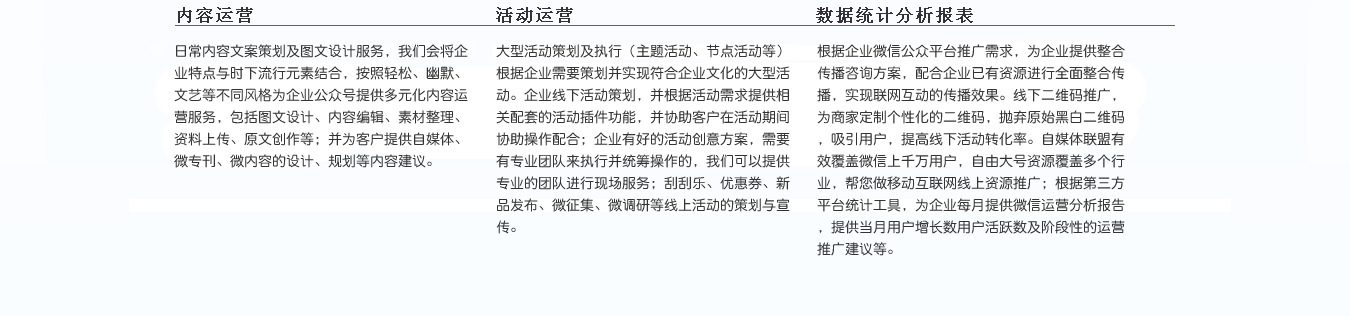 内容运营
日常内容文案策划及图文设计服务，我们会将企
业特点与时下流行元素结合，按照轻松、幽默、
文艺等不同风格为企业公众号提供多元化内容运
营服务，包括图文设计、内容编辑、素材整理、
资料上传、原文创作等；并为客户提供自媒体、
微专刊、微内容的设计、规划等内容建议。
活动运营
大型活动策划及执行（主题活动、节点活动等）
根据企业需要策划并实现符合企业文化的大型活
动。企业线下活动策划，并根据活动需求提供相
关配套的活动插件功能，并协助客户在活动期间
协助操作配合；企业有好的活动创意方案，需要
有专业团队来执行并统筹操作的，我们可以提供
专业的团队进行现场服务；刮刮乐、优惠券、新
品发布、微征集、微调研等线上活动的策划与宣
传。
数据统计分析报表
根据企业微信公众平台推广需求，为企业提供整合
传播咨询方案，配合企业已有资源进行全面整合传
播，实现联网互动的传播效果。线下二维码推广，
为商家定制个性化的二维码，抛弃原始黑白二维码
，吸引用户，提高线下活动转化率。自媒体联盟有
效覆盖微信上千万用户，自由大号资源覆盖多个行
业，帮您做移动互联网线上资源推广；根据第三方
平台统计工具，为企业每月提供微信运营分析报告
，提供当月用户增长数用户活跃数及阶段性的运营
推广建议等。